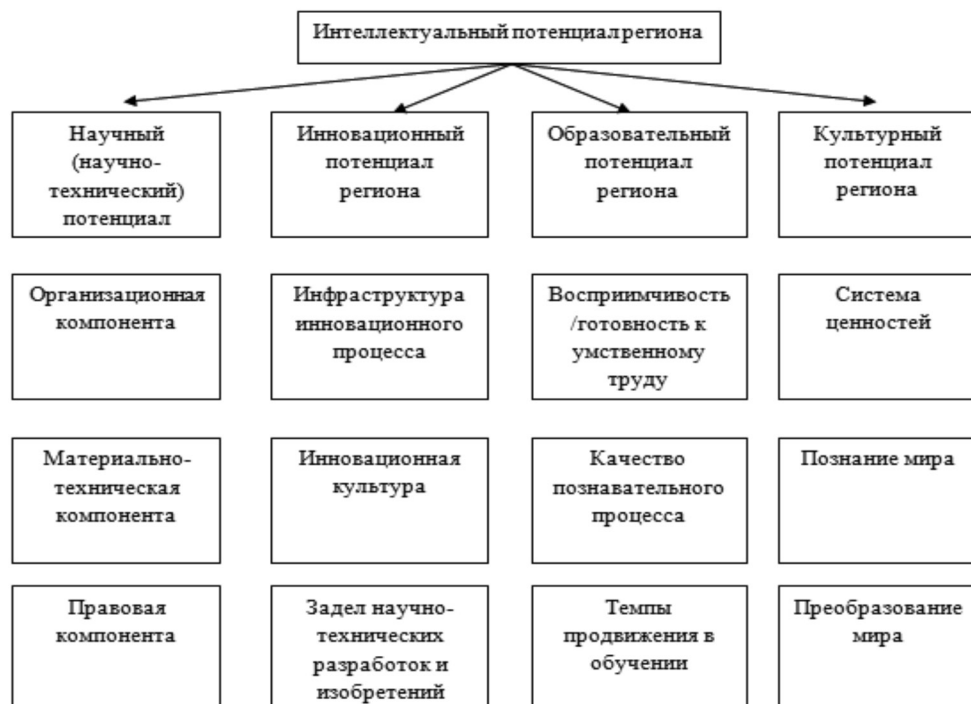 Интеллектуальный потенциал региона
Научный
(научно-
технический)
потенциал
Инновационный
потенциал
региона
Образовательный
потенциал
региона
Культурный
потенциал
региона
Организационная
компонента
Инфраструктура
инновационного
процесса
Восприимчивость
/готовность к
умственному
труду
Система
ценностей
Материально-
техническая
компонента
Инновационная
культура
Качество
познавательного
процесса
Познание мира
Правовая
компонента
Задел научно-
технических
разработок и
изобретений
Темпы
продвижения в
обучении
Преобразование
мира